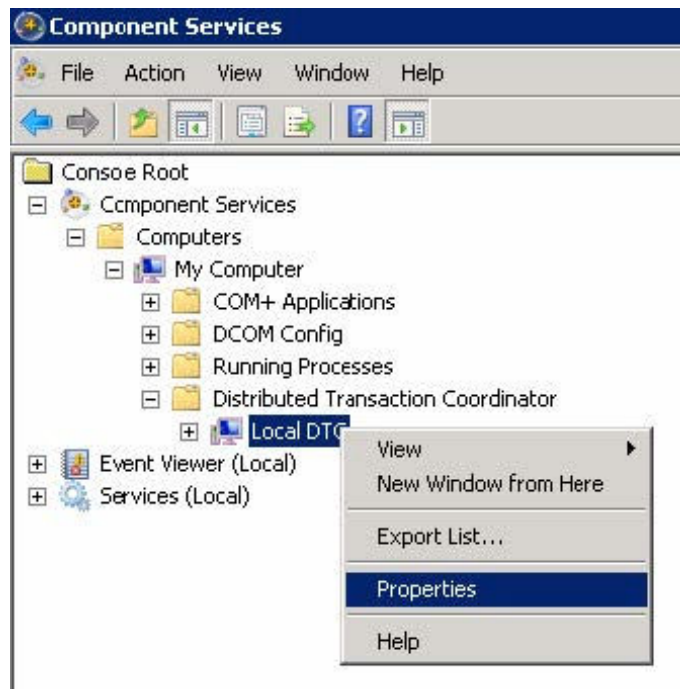 Component Services
File Action View Window Help
Consoe Root
Component Services
Computers
My Computer
COM+ Applications
DCOM Config
Running Processes
Distributed Transaction Coordinator
Local DTC
Event Viewer (Local)
Services (Local)
View
New Window from Here
Export List...
Properties
Help